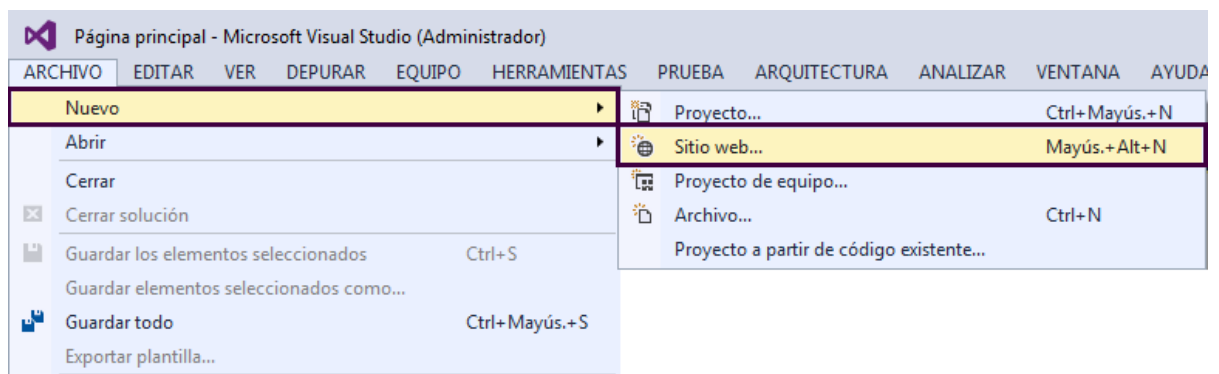 Página principal - Microsoft Visual Studio (Administrador)
ARCHIVO EDITAR VER DEPURAR EQUIPO HERRAMIENTAS PRUEBA ARQUITECTURA ANALIZAR VENTANA AYUDA
Nuevo
Abrir
Cerrar
Cerrar solución
Guardar los elementos seleccionados Ctrl+S
Guardar elementos seleccionados como...
Guardar todo Ctrl+Mayús.+S
Exportar plantilla...
Proyecto... Ctrl+Mayús.+N
Sitio web... Mayús.+Alt+N
Proyecto de equipo...
Archivo... Ctrl+N
Proyecto a partir de código existente...